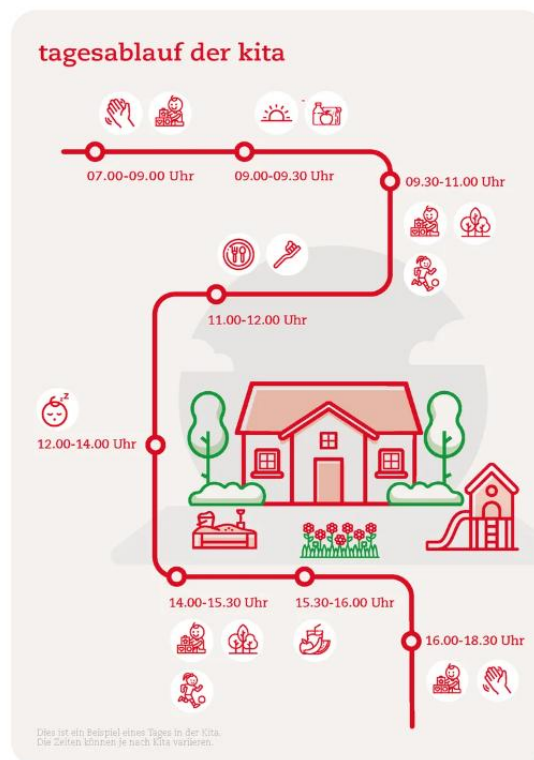 tagesablauf der kita
07.00-09.00 Uhr
09.00-09.30 Uhr
09.30-11.00 Uhr
11.00-12.00 Uhr
12.00-14.00 Uhr
14.00-15.30 Uhr
15.30-16.00 Uhr
16.00-18.30 Uhr
Dies ist ein Beispiel eines Tages in der Kita.
Die Zeiten können je nach Kita variieren.